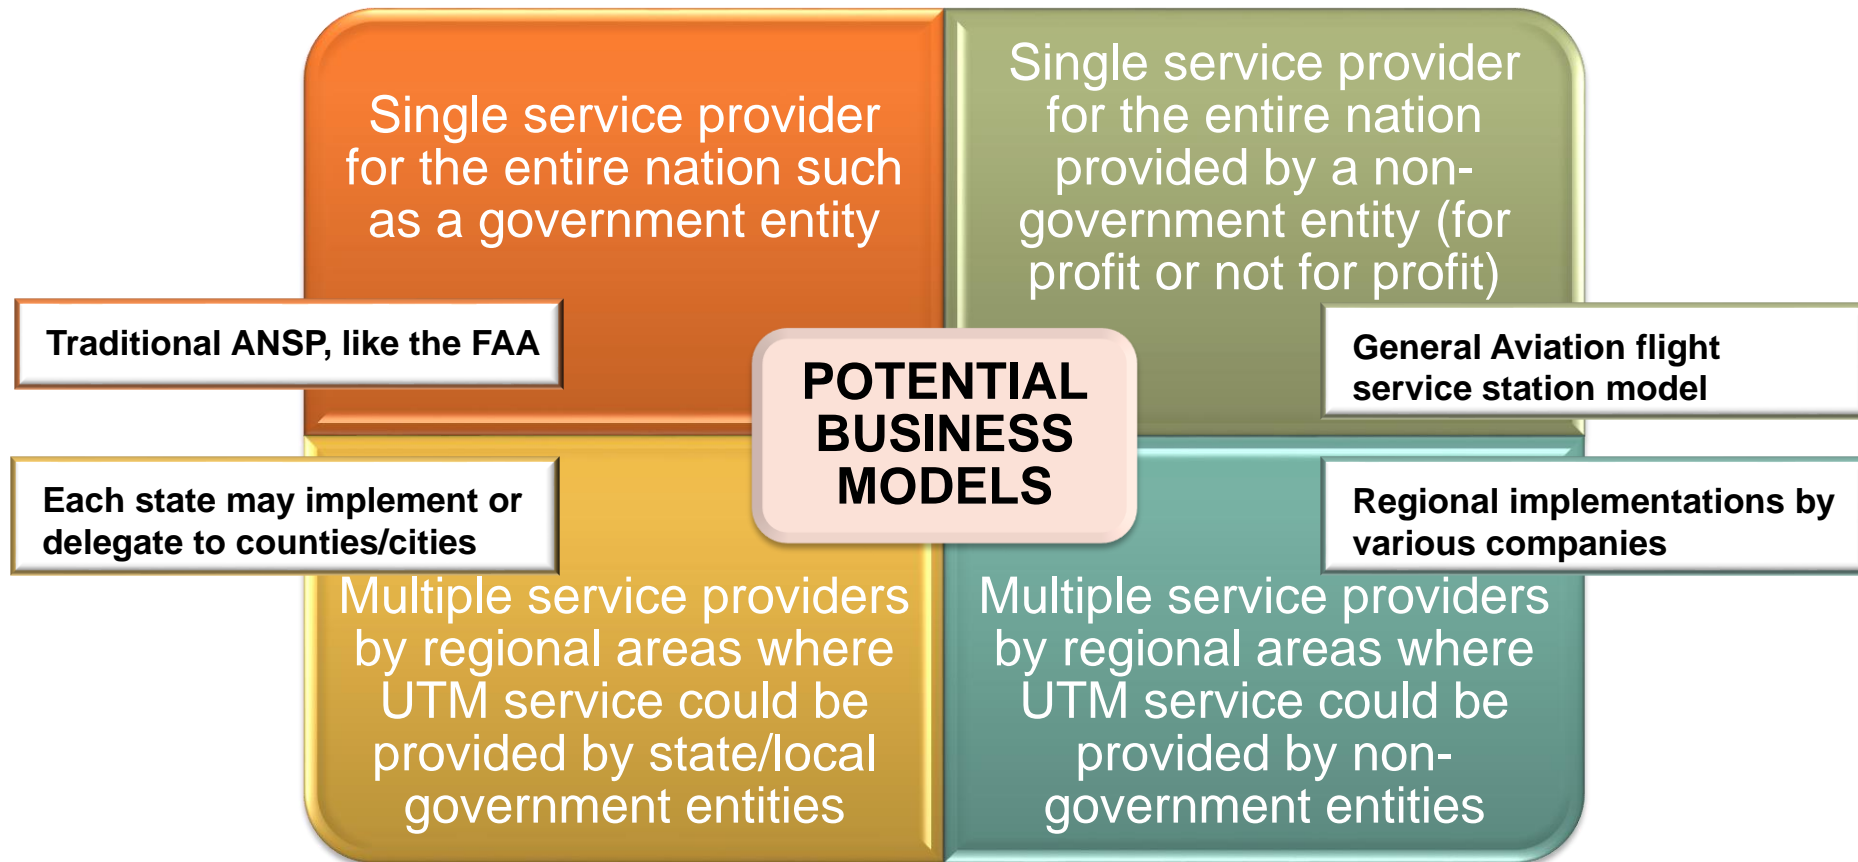 Single service provider
for the entire nation such
as a government entity
Traditional ANSP, like the FAA
Single service provider
for the entire nation
provided by a non-
government entity (for
profit or not for profit)
General Aviation flight
service station model
POTENTIAL
BUSINESS
MODELS
Each state may implement or
delegate to counties/cities
Multiple service providers
by regional areas where
UTM service could be
provided by state/local
government entities
Regional implementations by
various companies
Multiple service providers
by regional areas where
UTM service could be
provided by non-
government entities